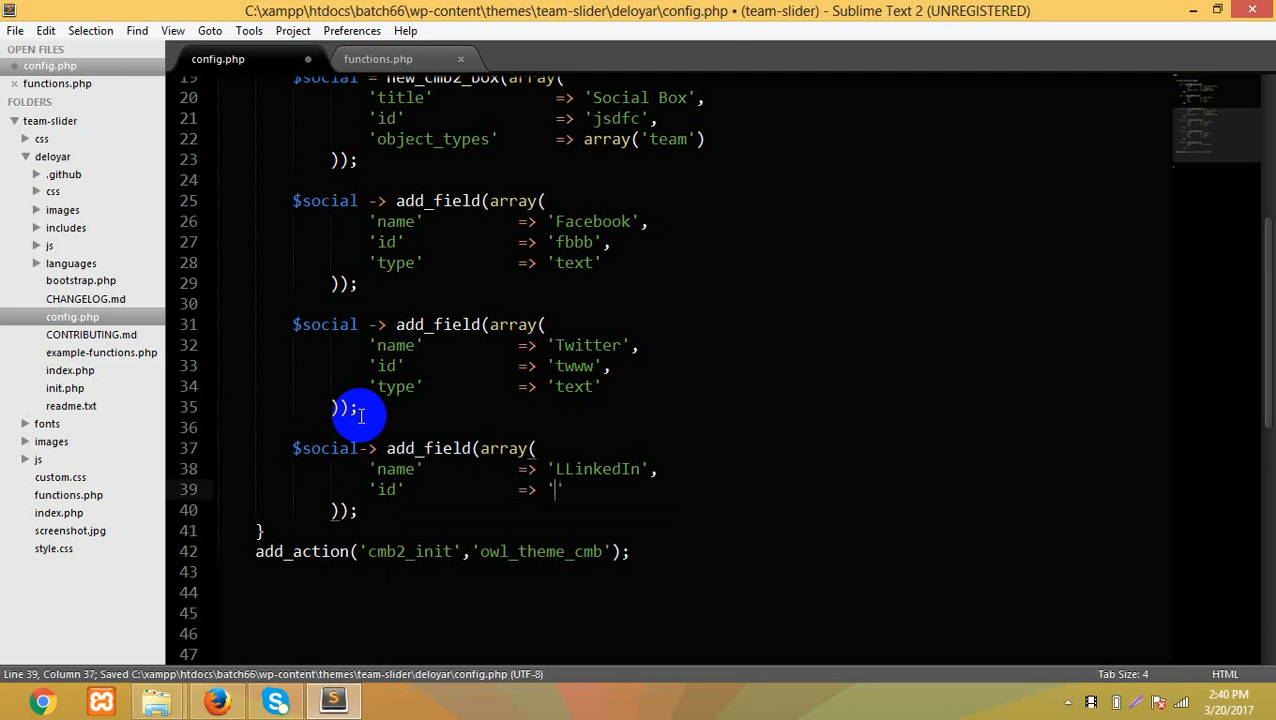 C:\xampp\htdocs\batch66\wp-content\themes\team-slider\deloyar\config.php • (team-slider) - Sublime Text 2 (UNREGISTERED)
File Edit Selection Find View Goto Tools Project Preferences Help
OPEN FILES
config.php
functions.php
FOLDERS
team-slider
css
deloyar
.github
css
images
includes
js
languages
bootstrap.php
CHANGELOG.md
config.php
CONTRIBUTING.md
example-functions.php
index.php
init.php
readme.txt
fonts
images
js
custom.css
functions.php
index.php
screenshot.jpg
style.css
config.php functions.php
19 $social = new_cmb2_box(array(
20 'title' => 'Social Box',
21 'id' => 'jsdfc',
22 'object_types' => array('team')
23 ));
24
25 $social -> add_field(array(
26 'name' => 'Facebook',
27 'id' => 'fbbb',
28 'type' => 'text'
29 ));
30
31 $social -> add_field(array(
32 'name' => 'Twitter',
33 'id' => 'twww',
34 'type' => 'text'
35 ));
36
37 $social-> add_field(array(
38 'name' => 'LLinkedIn',
39 'id' => ''
40 ));
41 }
42 add_action('cmb2_init','owl_theme_cmb');
43
44
45
46
47
Line 39, Column 37; Saved C:\xampp\htdocs\batch66\wp-content\themes\team-slider\deloyar\config.php (UTF-8) Tab Size: 4 HTML
2:40 PM
3/20/2017